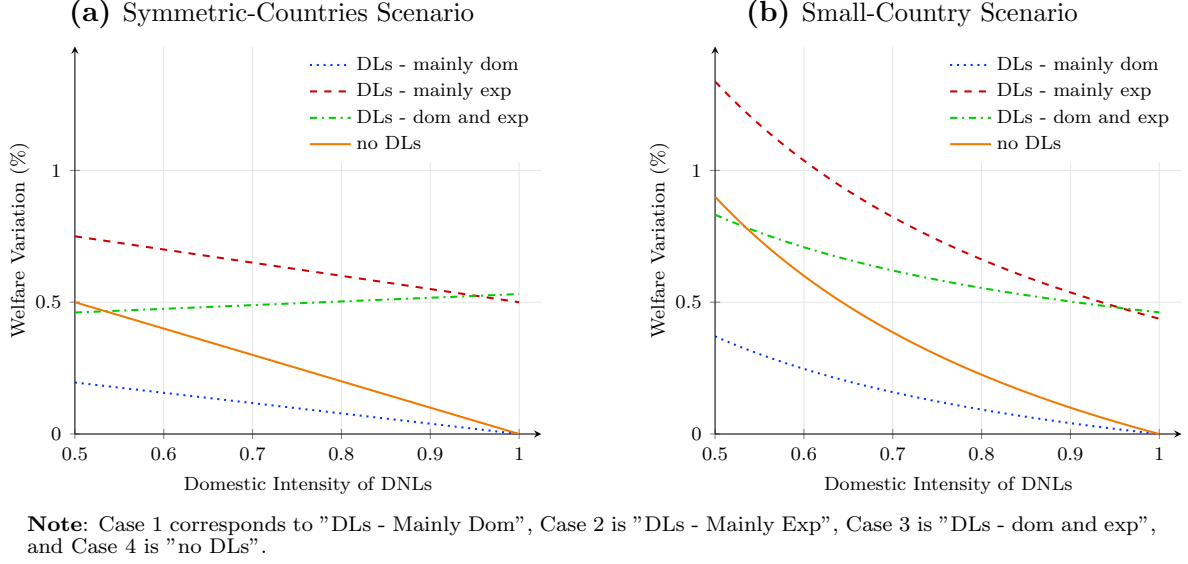 (a) Symmetric-Countries Scenario
DLs - mainly dom
DLs - mainly exp
DLs - dom and exp
no DLs
Welfare Variation (%)
1
0.5
0
0.5 0.6 0.7 0.8 0.9 1
Domestic Intensity of DNLs
(b) Small-Country Scenario
DLs - mainly dom
DLs - mainly exp
DLs - dom and exp
no DLs
Welfare Variation (%)
1
0.5
0
0.5 0.6 0.7 0.8 0.9 1
Domestic Intensity of DNLs
Note: Case 1 corresponds to ”DLs - Mainly Dom”, Case 2 is ”DLs - Mainly Exp”, Case 3 is ”DLs - dom and exp”,
and Case 4 is ”no DLs”.